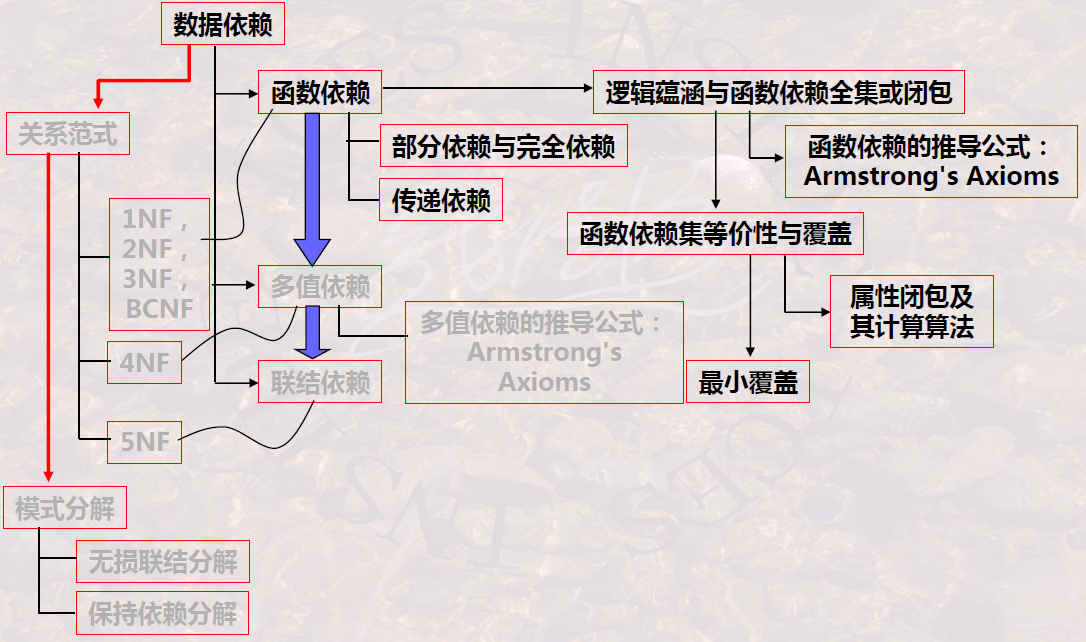 数据依赖
函数依赖
逻辑蕴涵与函数依赖全集或闭包
关系范式
部分依赖与完全依赖
函数依赖的推导公式：
Armstrong's Axioms
传递依赖
1NF，
2NF，
3NF，
BCNF
函数依赖集等价性与覆盖
多值依赖
属性闭包及
其计算算法
多值依赖的推导公式：
Armstrong's
Axioms
4NF
联结依赖
最小覆盖
5NF
模式分解
无损联结分解
保持依赖分解